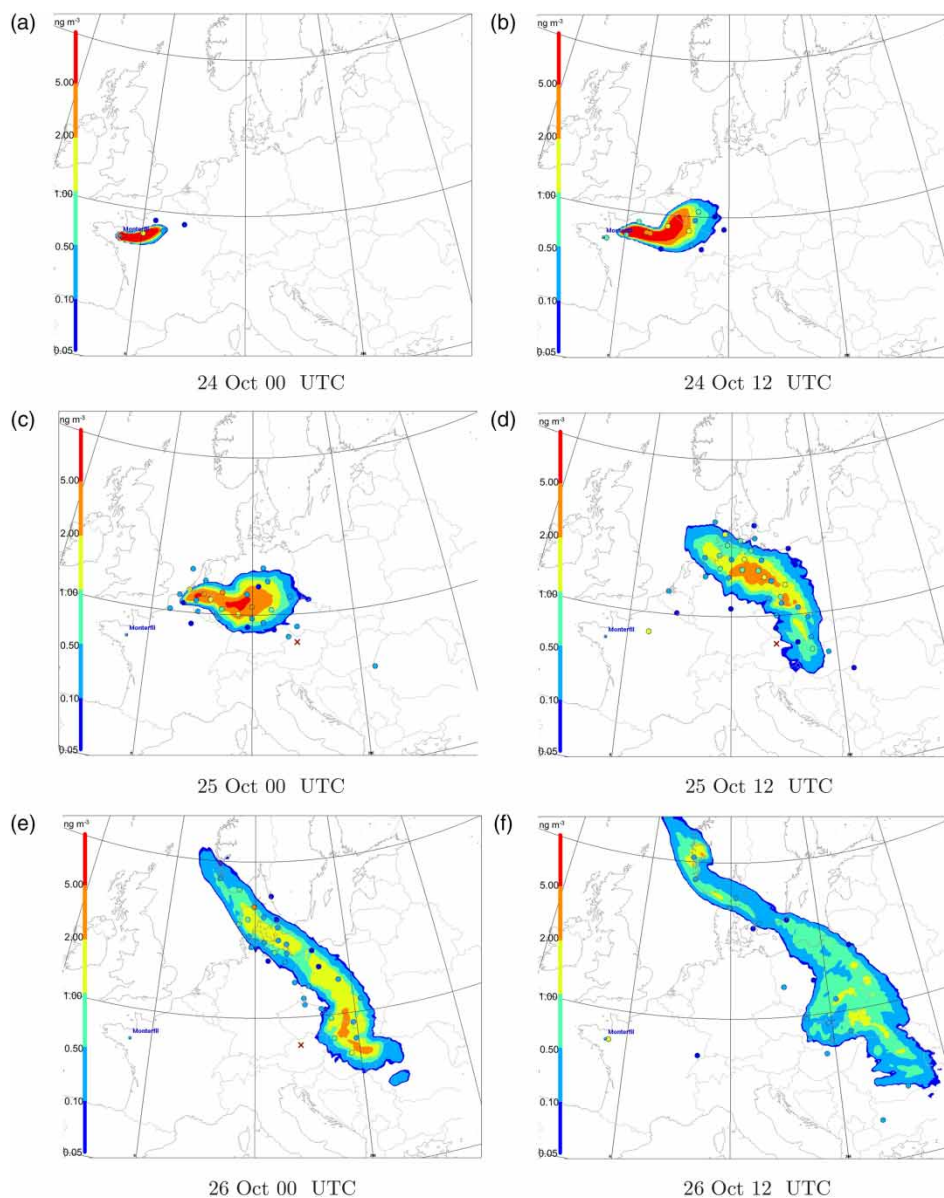 (a)
ng m-3
5.00
2.00
1.00
0.50
0.10
0.05
Monterfil
24 Oct 00 UTC
(b)
ng m-3
5.00
2.00
1.00
0.50
0.10
0.05
Monterfil
24 Oct 12 UTC
(c)
ng m-3
5.00
2.00
1.00
0.50
0.10
0.05
Monterfil
25 Oct 00 UTC
(d)
ng m-3
5.00
2.00
1.00
0.50
0.10
0.05
Monterfil
25 Oct 12 UTC
(e)
ng m-3
5.00
2.00
1.00
0.50
0.10
0.05
Monterfil
26 Oct 00 UTC
(f)
ng m-3
5.00
2.00
1.00
0.50
0.10
0.05
Monterfil
26 Oct 12 UTC